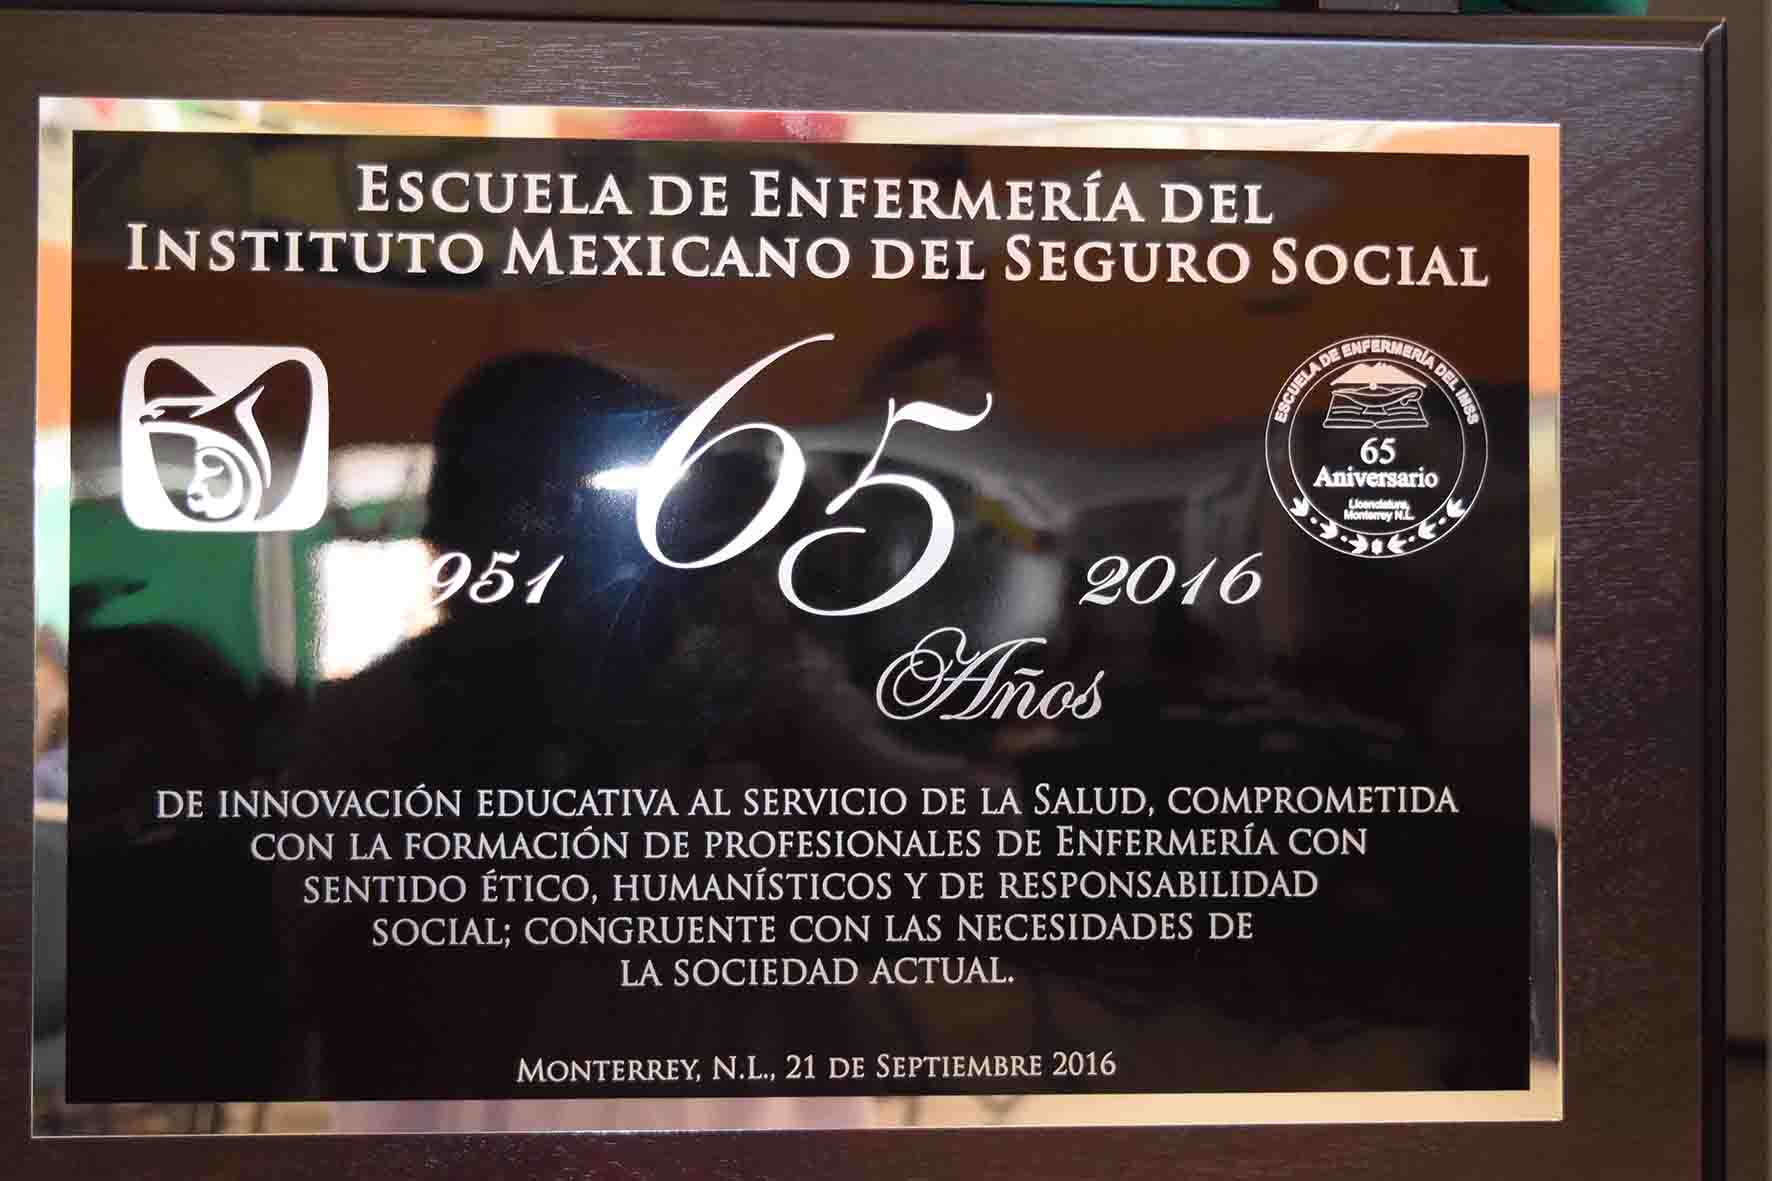 ESCUELA DE ENFERMERÍA DEL
INSTITUTO MEXICANO DEL SEGURO SOCIAL
ESCUELA DE ENFERMERÍA DEL IMSS
65
Aniversario
Licenciatura,
Monterrey N.L.
65
951
2016
Años
DE INNOVACIÓN EDUCATIVA AL SERVICIO DE LA SALUD, COMPROMETIDA
CON LA FORMACIÓN DE PROFESIONALES DE ENFERMERÍA CON
SENTIDO ÉTICO, HUMANÍSTICOS Y DE RESPONSABILIDAD
SOCIAL; CONGRUENTE CON LAS NECESIDADES DE
LA SOCIEDAD ACTUAL.
MONTERREY, N.L., 21 DE SEPTIEMBRE 2016